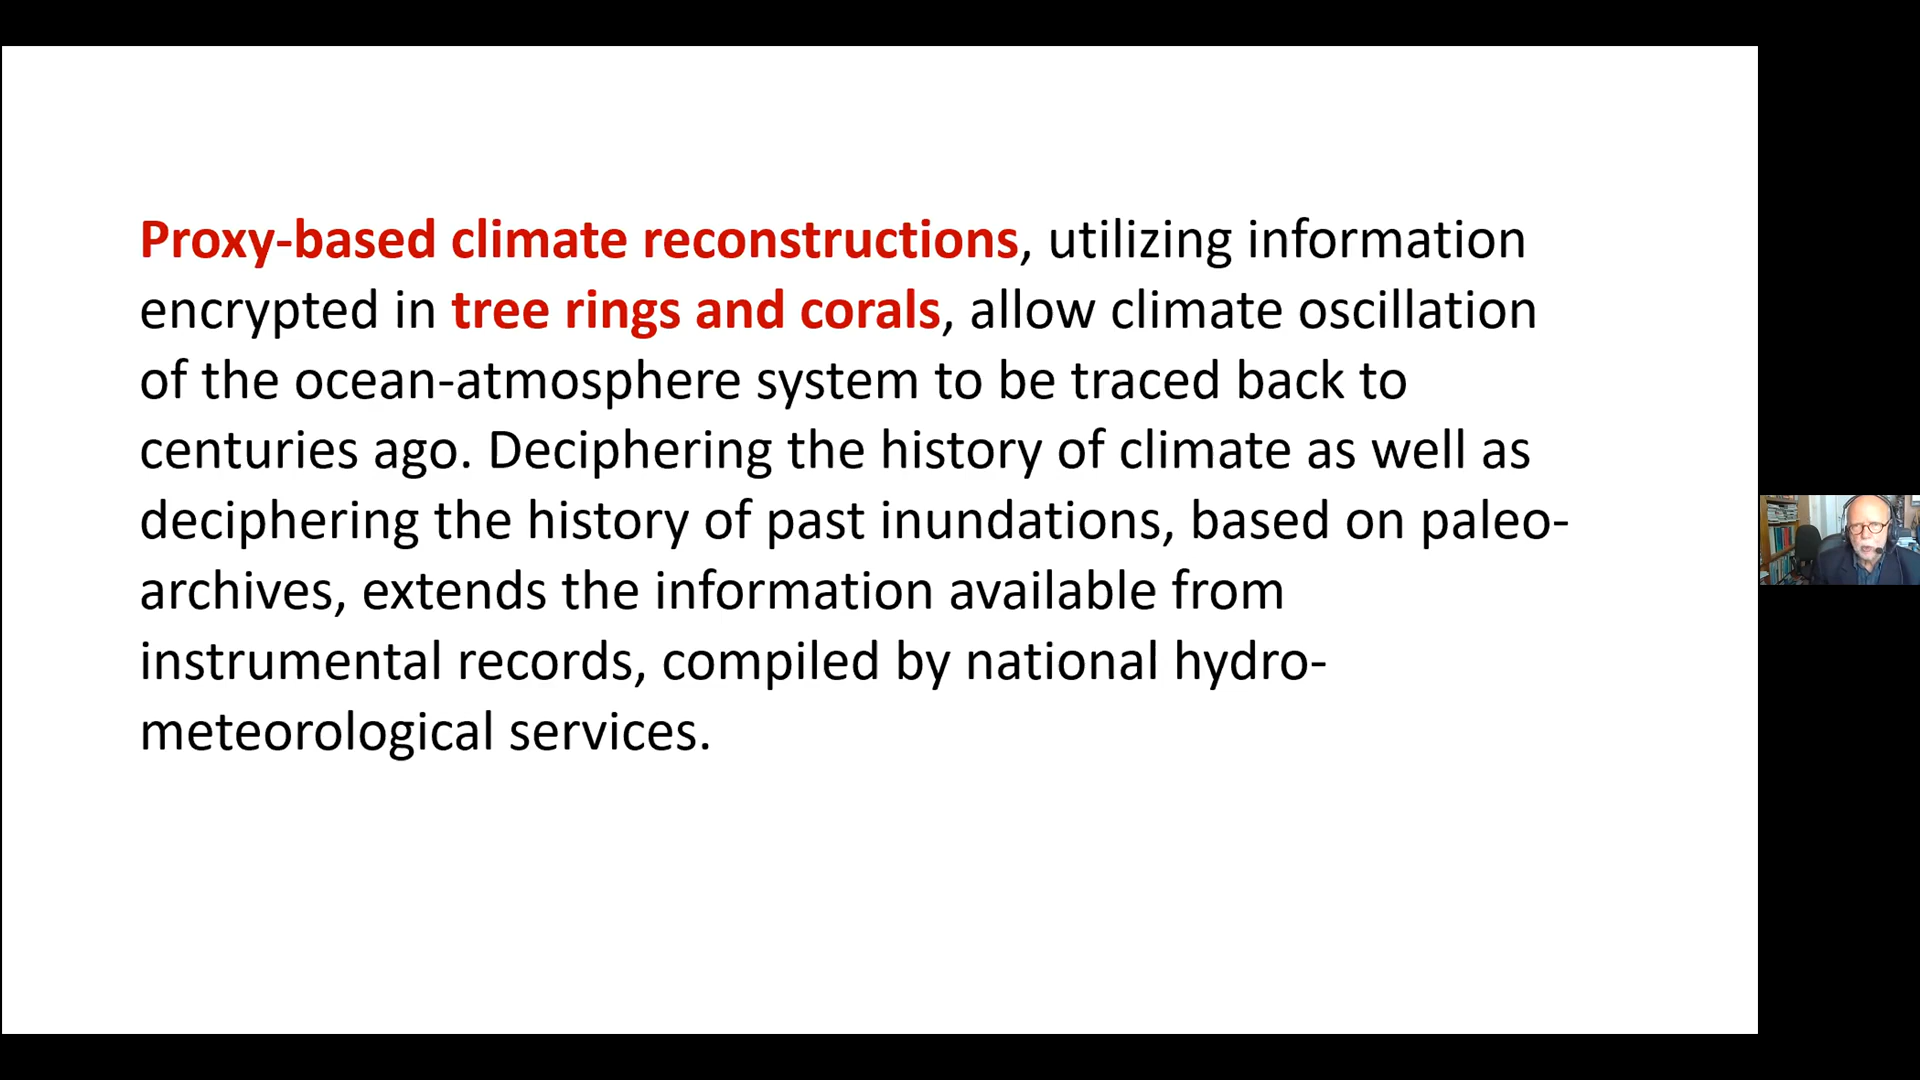 Proxy-based climate reconstructions, utilizing information
encrypted in tree rings and corals, allow climate oscillation
of the ocean-atmosphere system to be traced back to
centuries ago. Deciphering the history of climate as well as
deciphering the history of past inundations, based on paleo-
archives, extends the information available from
instrumental records, compiled by national hydro-
meteorological services.